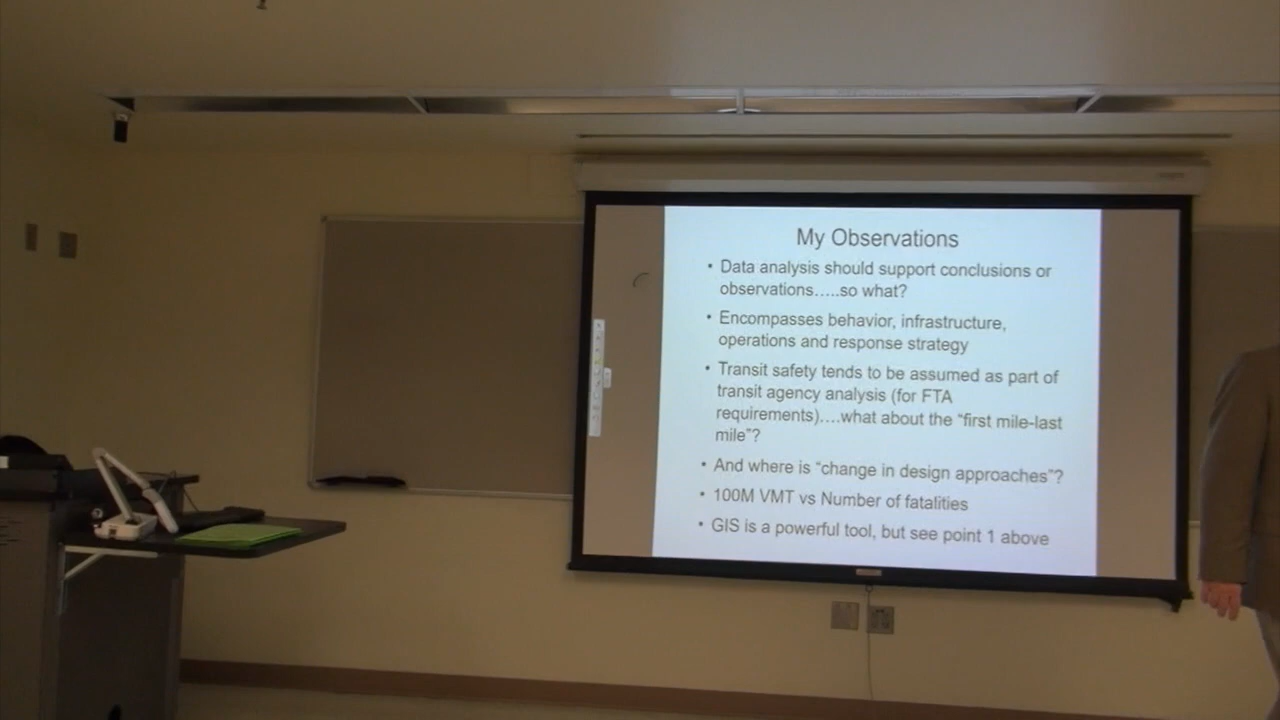 My Observations
• Data analysis should support conclusions or
observations.....so what?
• Encompasses behavior, infrastructure,
operations and response strategy
• Transit safety tends to be assumed as part of
transit agency analysis (for FTA
requirements)....what about the "first mile-last
mile"?
• And where is "change in design approaches"?
• 100M VMT vs Number of fatalities
• GIS is a powerful tool, but see point 1 above